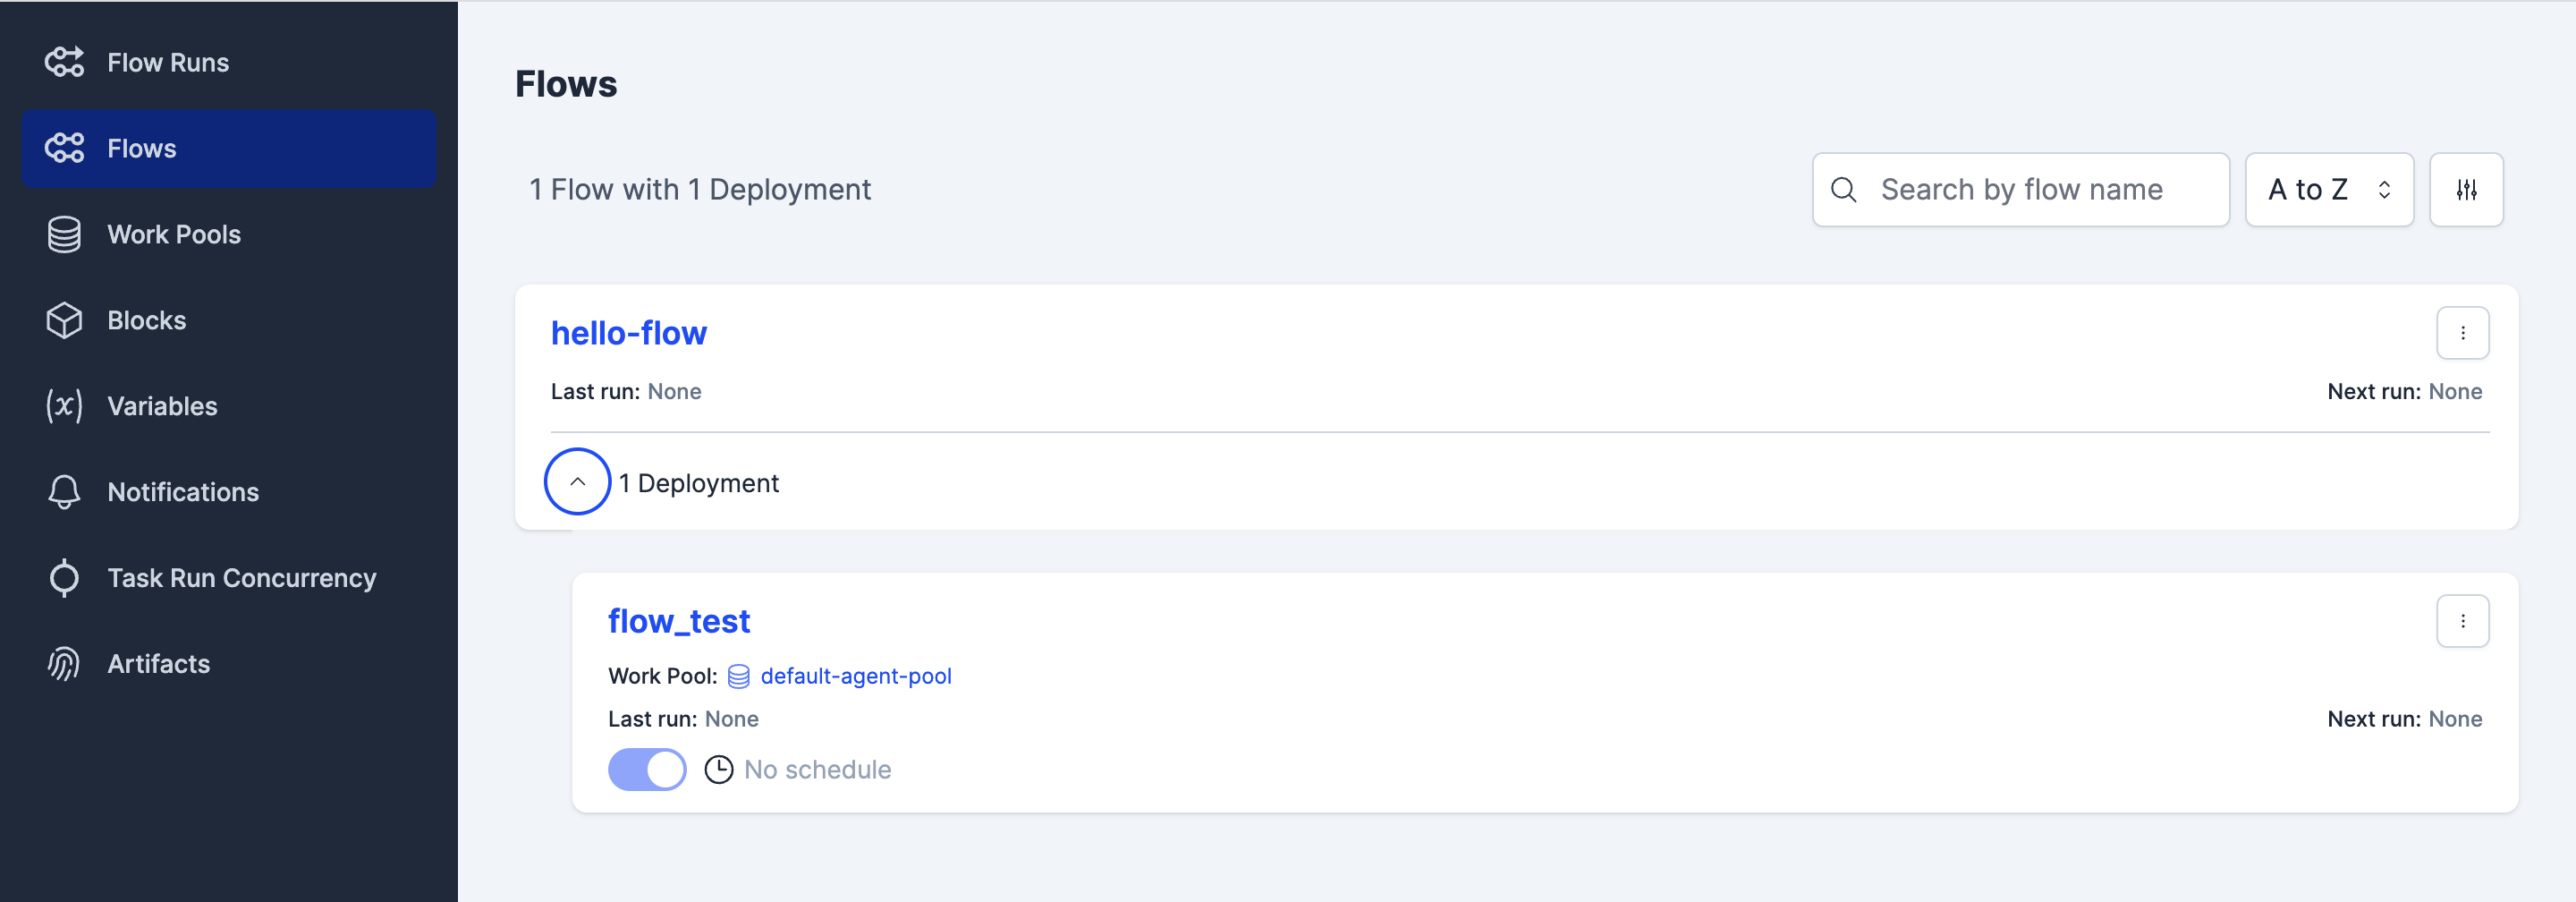 Flow Runs
Flows
Work Pools
Blocks
Variables
Notifications
Task Run Concurrency
Artifacts
Flows
1 Flow with 1 Deployment
Search by flow name
A to Z
hello-flow
Last run: None
Next run: None
1 Deployment
flow_test
Work Pool: default-agent-pool
Last run: None
Next run: None
No schedule